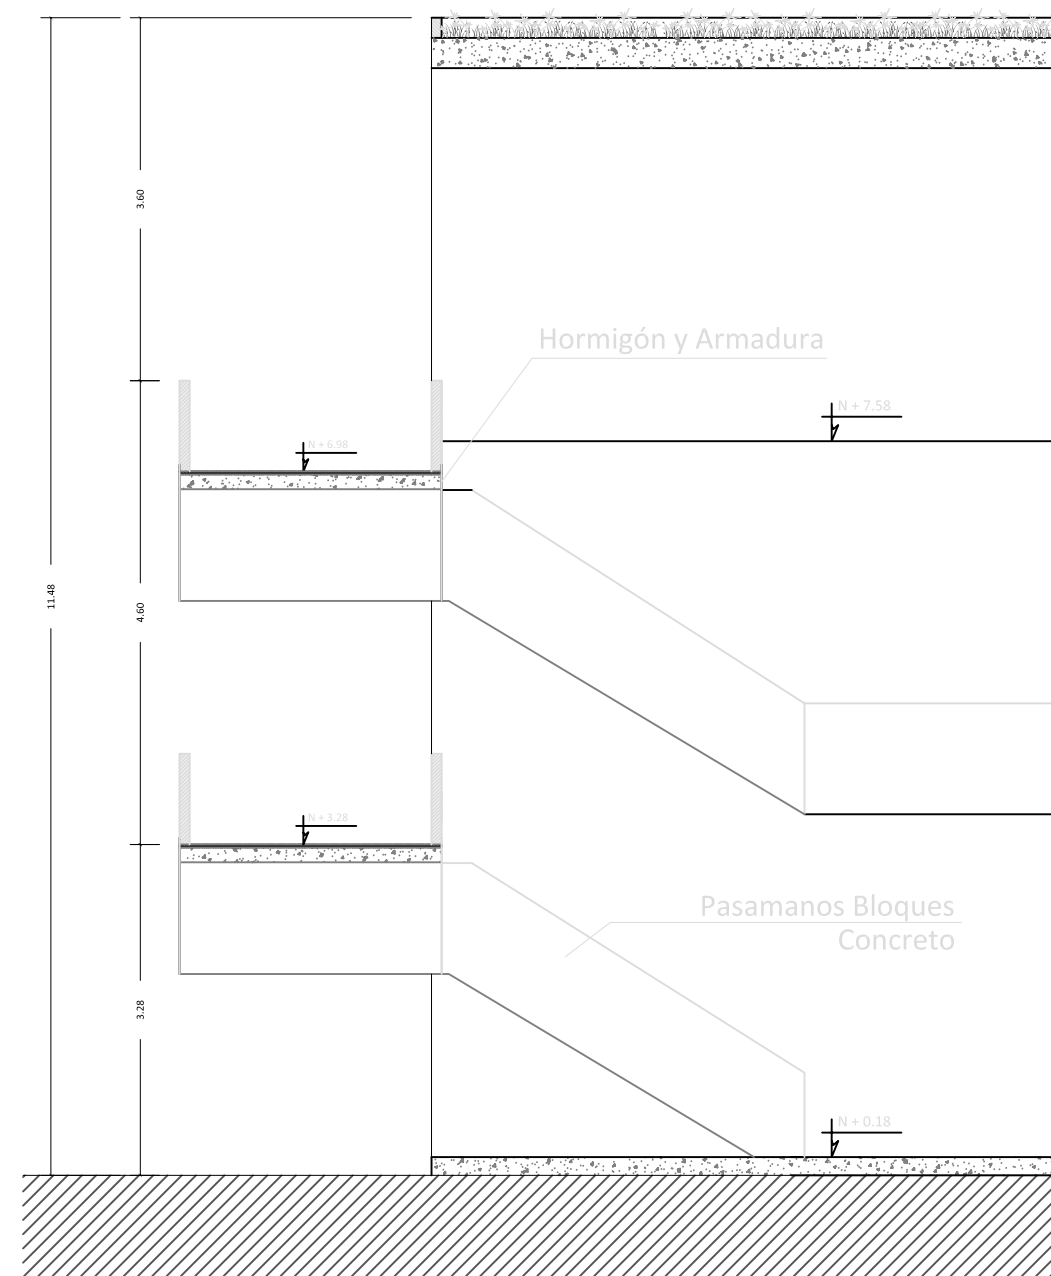 3.60
Hormigón y Armadura
N + 7.58
N + 6.98
11.48
4.60
N + 3.28
Pasamanos Bloques
Concreto
3.28
N + 0.18